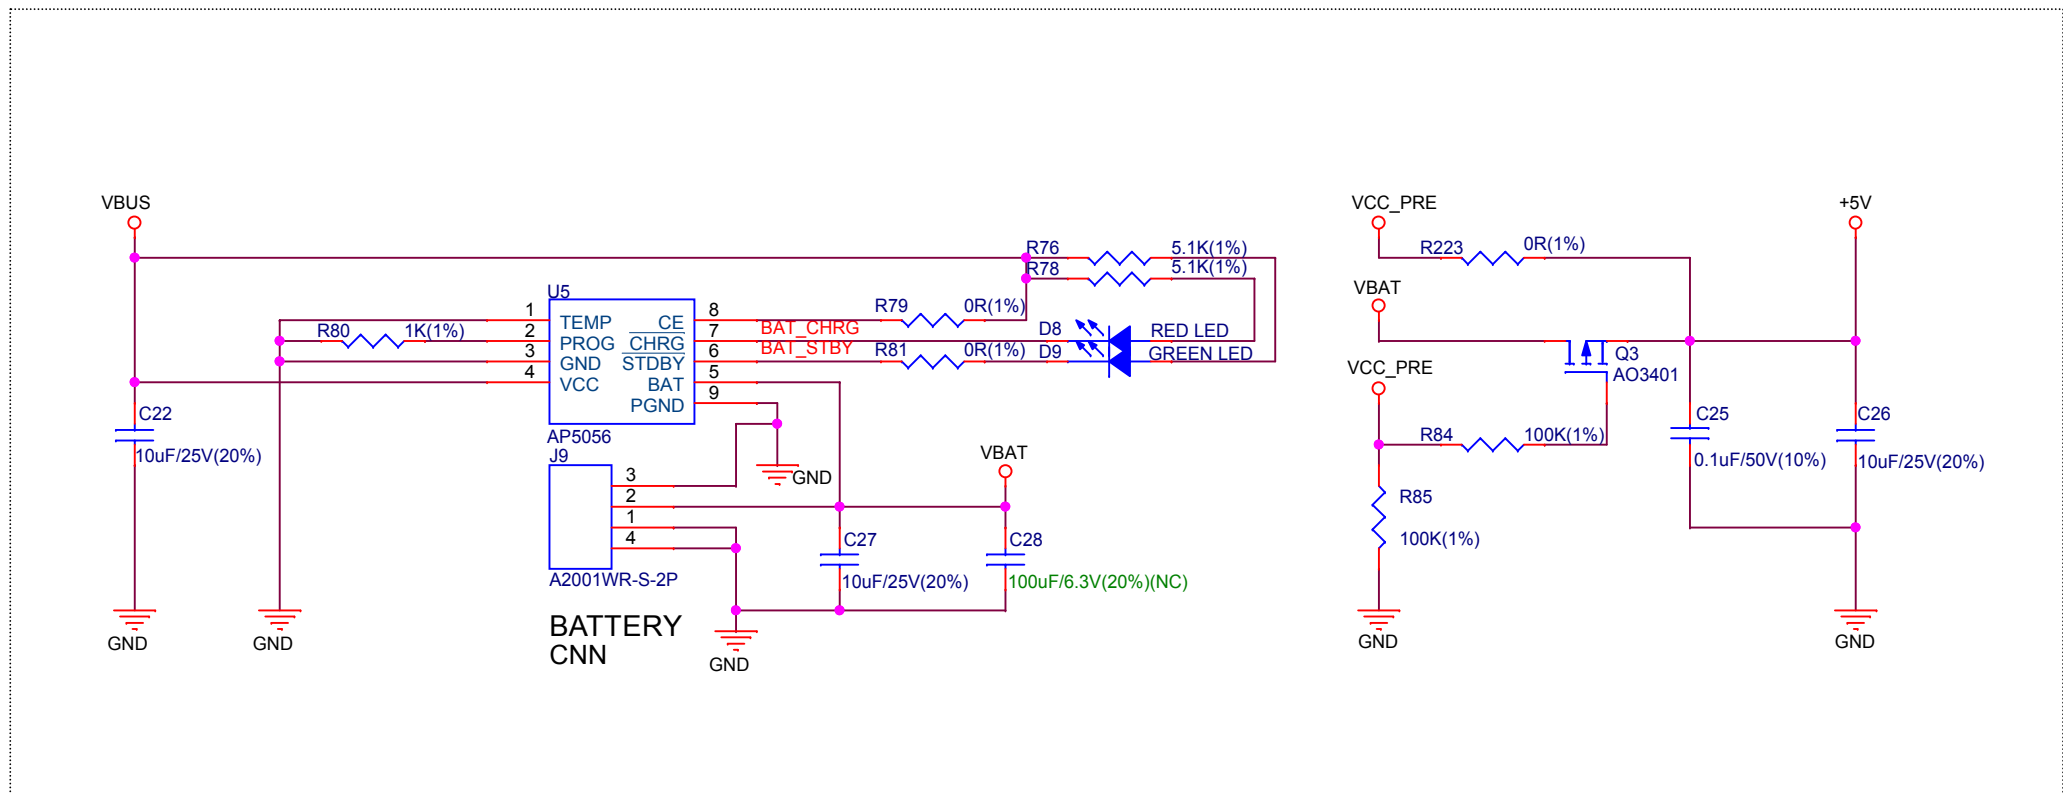 VBUS
VCC_PRE
+5V
R76
5.1K(1%)
R223
0R(1%)
R78
5.1K(1%)
VBAT
U5
1
8
R79
0R(1%)
TEMP
CE
R80
1K(1%)
2
7
BAT_CHRG
D8
RED LED
PROG
CHRG
3
6
BAT_STBY
R81
0R(1%)
D9
GREEN LED
GND
STDBY
4
5
VCC
BAT
9
PGND
Q3
AO3401
VCC_PRE
C22
10uF/25V(20%)
AP5056
R84
100K(1%)
C25
0.1uF/50V(10%)
C26
10uF/25V(20%)
J9
3
2
1
4
GND
VBAT
R85
100K(1%)
C27
10uF/25V(20%)
C28
100uF/6.3V(20%)(NC)
A2001WR-S-2P
BATTERY
CNN
GND
GND
GND
GND
GND